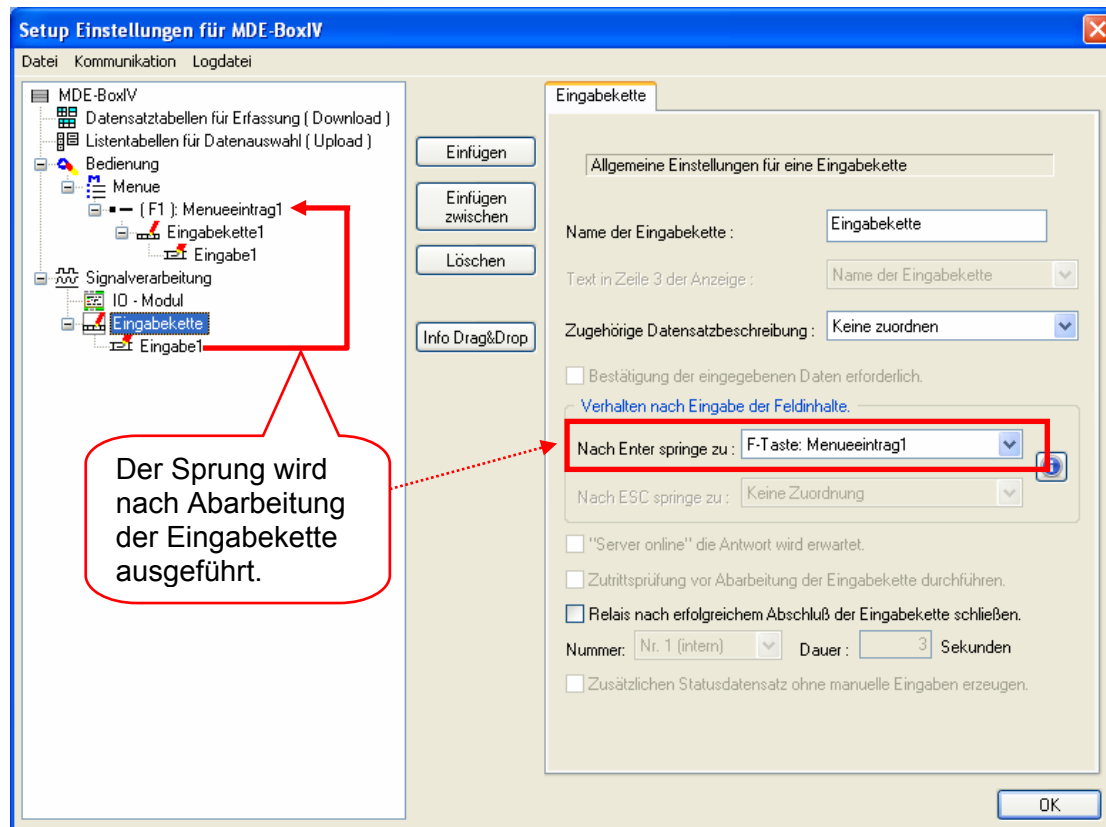 Setup Einstellungen für MDE-BoxIV
Datei Kommunikation Logdatei
MDE-BoxIV
Datensatztabellen für Erfassung ( Download )
Listentabellen für Datenauswahl ( Upload )
Bedienung
Menue
( F1 ): Menueeintrag1
Eingabekette1
Eingabe1
Signalverarbeitung
IO - Modul
Eingabekette
Eingabe1
Der Sprung wird
nach Abarbeitung
der Eingabekette
ausgeführt.
Einfügen
Einfügen
zwischen
Löschen
Info Drag&Drop
Eingabekette
Allgemeine Einstellungen für eine Eingabekette
Name der Eingabekette : Eingabekette
Text in Zeile 3 der Anzeige : Name der Eingabekette
Zugehörige Datensatzbeschreibung : Keine zuordnen
Bestätigung der eingegebenen Daten erforderlich.
Verhalten nach Eingabe der Feldinhalte.
Nach Enter springe zu : F-Taste: Menueeintrag1
Nach ESC springe zu : Keine Zuordnung
"Server online" die Antwort wird erwartet.
Zutrittsprüfung vor Abarbeitung der Eingabekette durchführen.
Relais nach erfolgreichem Abschluß der Eingabekette schließen.
Nummer: Nr. 1 (intern) Dauer : 3 Sekunden
Zusätzlichen Statusdatensatz ohne manuelle Eingaben erzeugen.
OK